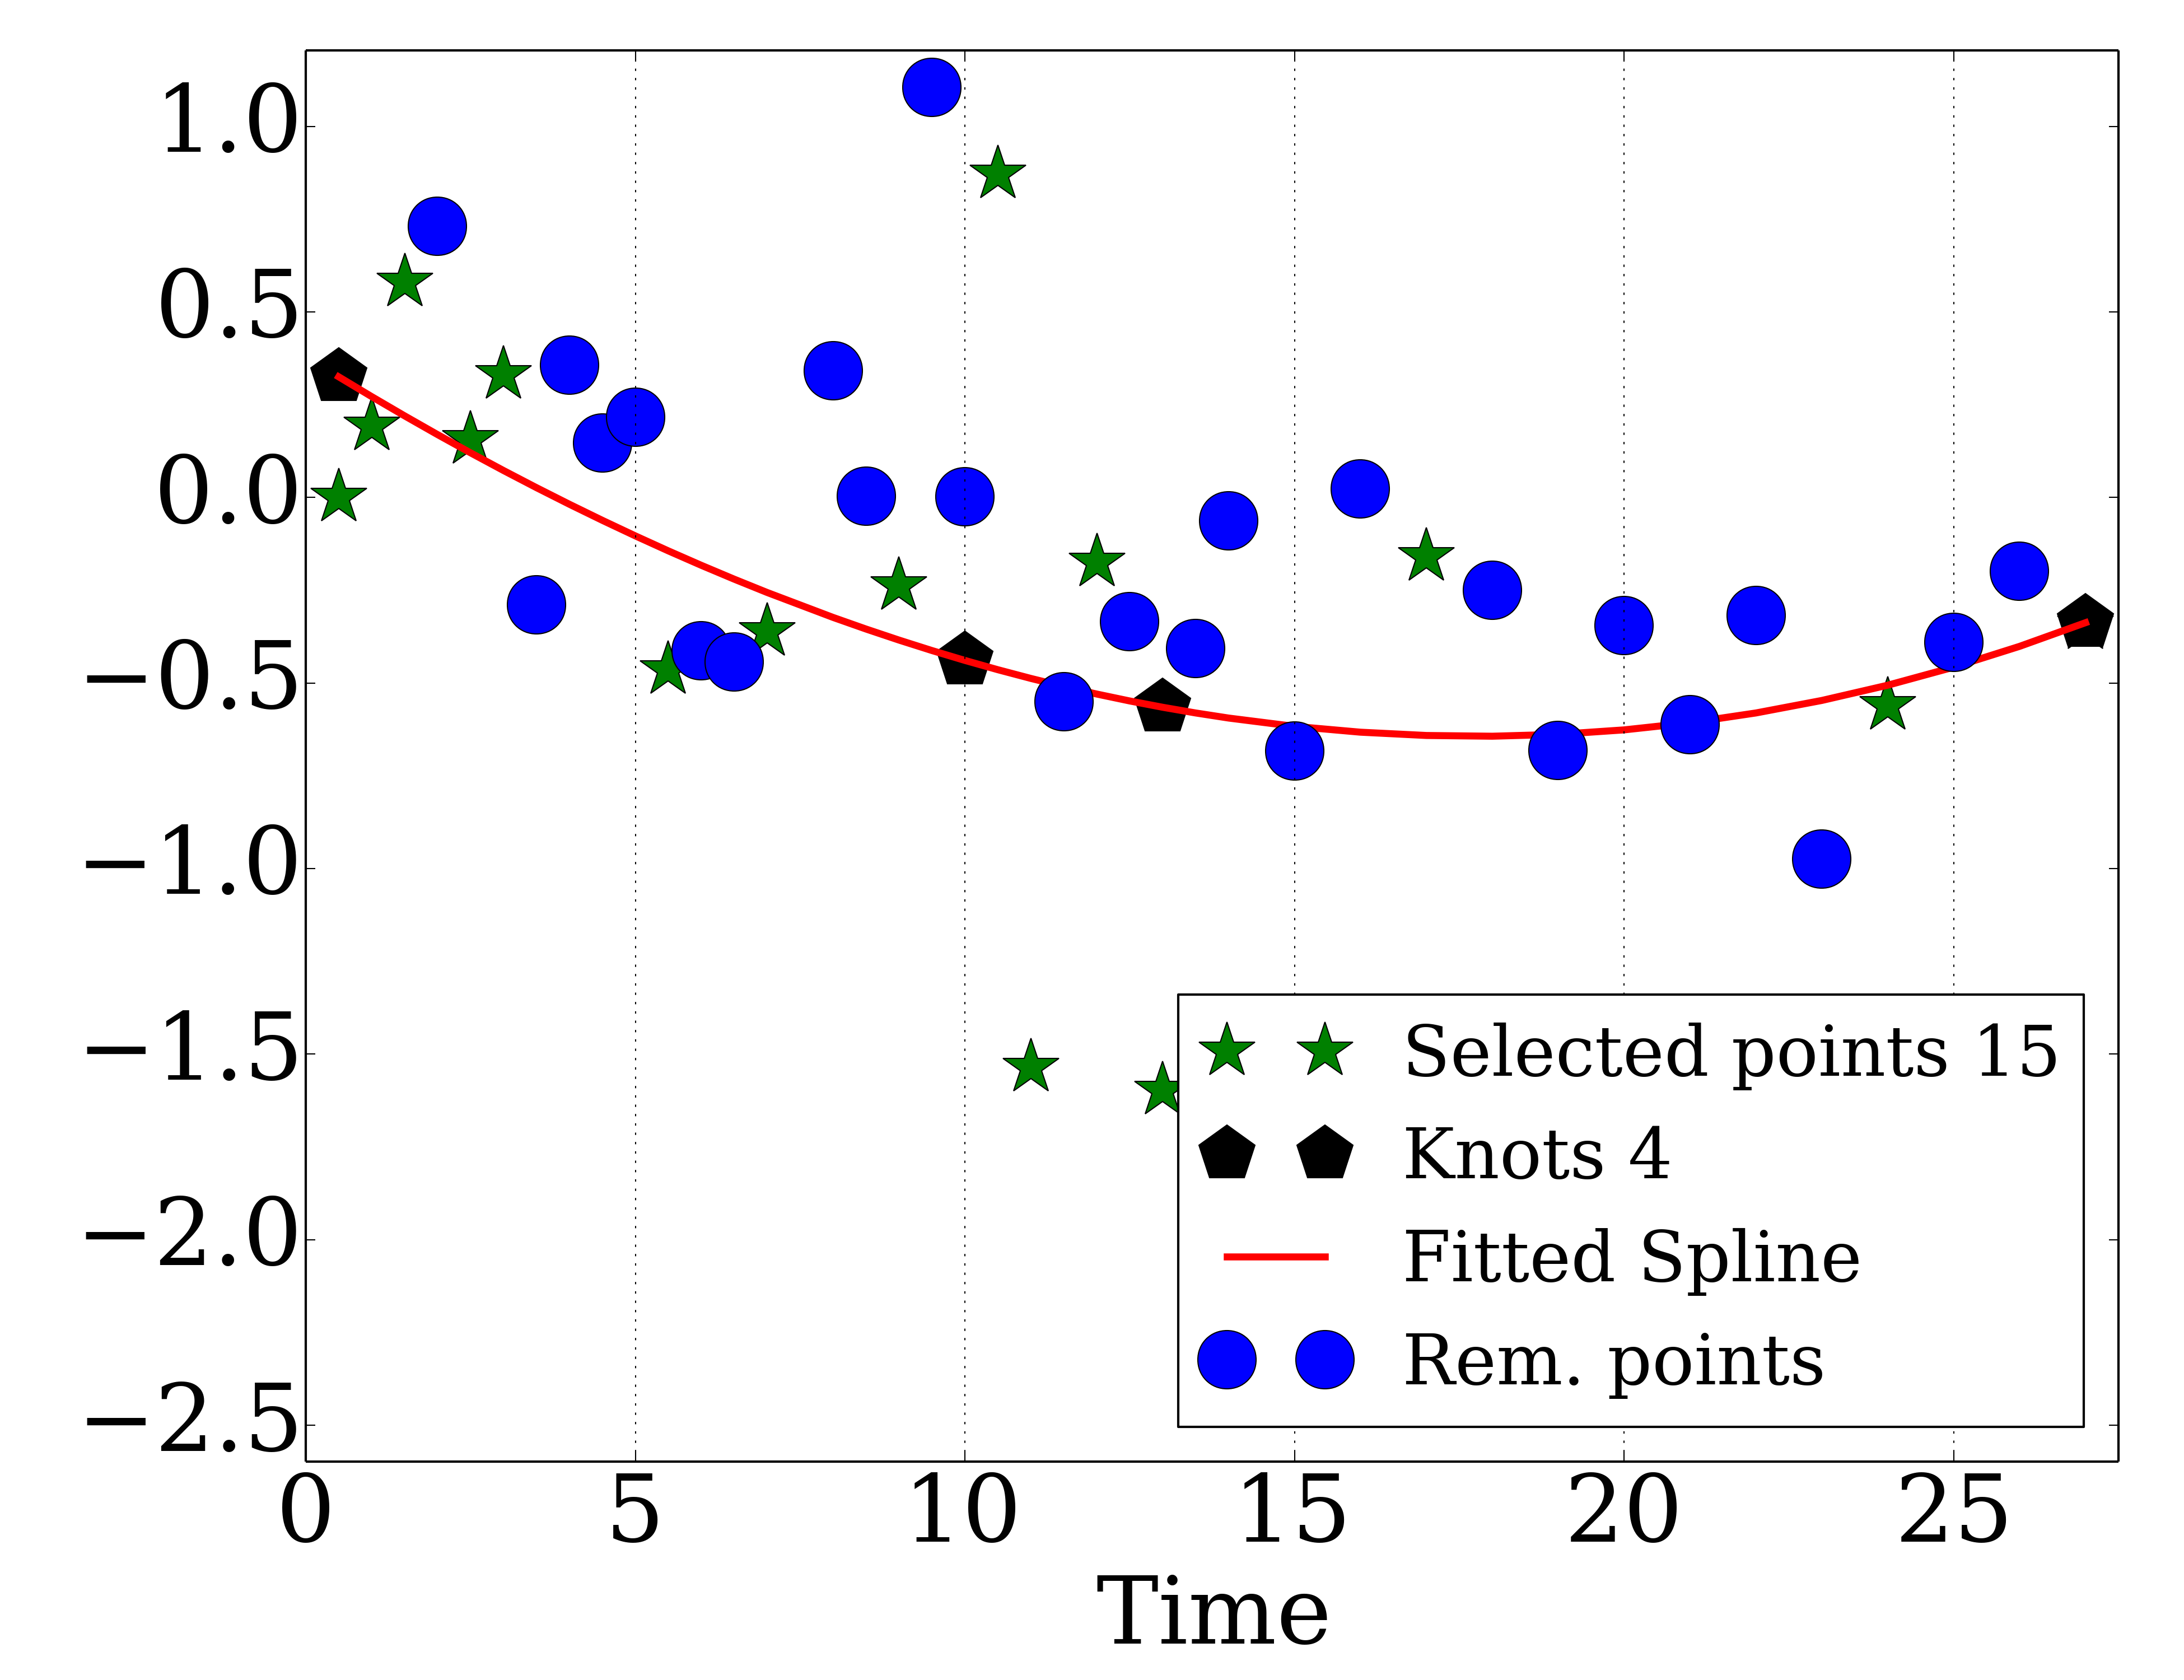 1.0
0.5
0.0
−0.5
−1.0
−1.5
−2.0
−2.5
Selected points 15
Knots 4
Fitted Spline
Rem. points
0 5 10 15 20 25
Time